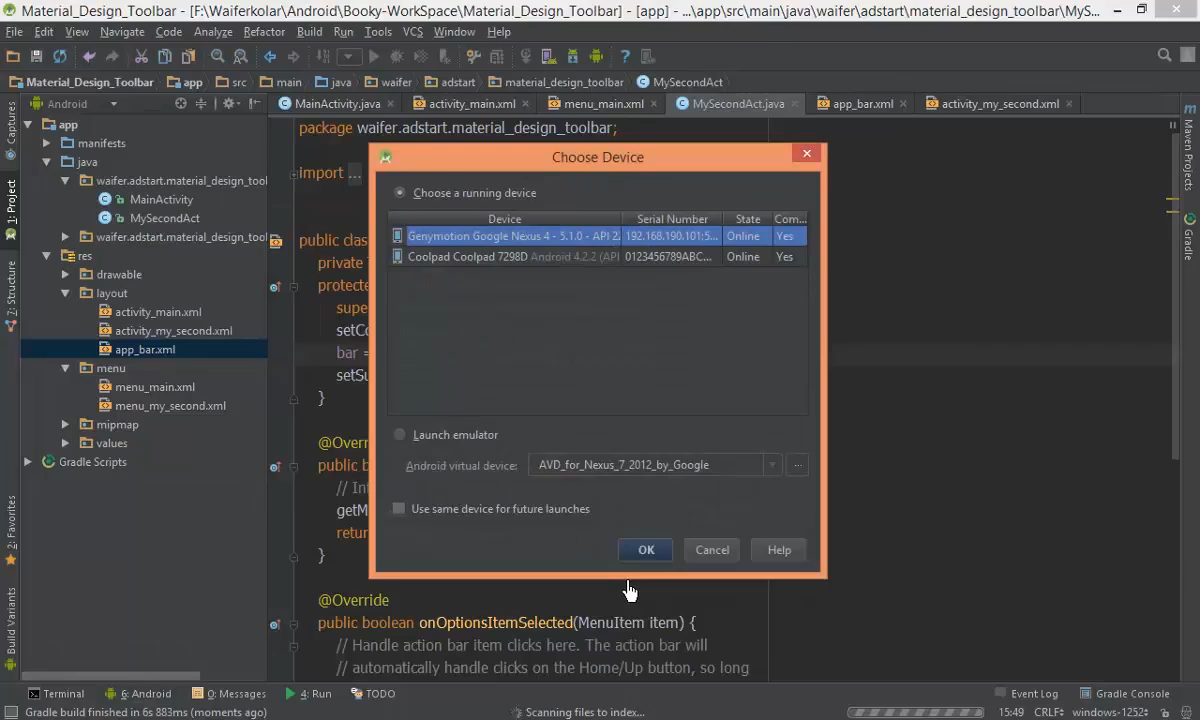 Material_Design_Toolbar - [F:\Waiferkolar\Android\Booky-WorkSpace\Material_Design_Toolbar] - [app] - ...\app\src\main\java\waifer\adstart\material_design_toolbar\MyS...
File Edit View Navigate Code Analyze Refactor Build Run Tools VCS Window Help
Material_Design_Toolbar app src main java waifer adstart material_design_toolbar MySecondAct
Android
MainActivity.java activity_main.xml menu_main.xml MySecondAct.java app_bar.xml activity_my_second.xml
Captures
1: Project
7: Structure
2: Favorites
Build Variants
app
manifests
java
waifer.adstart.material_design_tool
MainActivity
MySecondAct
waifer.adstart.material_design_tool
res
drawable
layout
activity_main.xml
activity_my_second.xml
app_bar.xml
menu
menu_main.xml
menu_my_second.xml
mipmap
values
Gradle Scripts
package waifer.adstart.material_design_toolbar;
import ...
public clas
private
protecte
supe
setCo
bar =
setSu
}
@Overr
public b
// Int
getM
retur
}
@Override
public boolean onOptionsItemSelected(MenuItem item) {
// Handle action bar item clicks here. The action bar will
// automatically handle clicks on the Home/Up button, so long
Choose Device
Choose a running device
Device Serial Number State Com...
Genymotion Google Nexus 4 - 5.1.0 - API 22 192.168.190.101:5... Online Yes
Coolpad Coolpad 7298D Android 4.2.2 (API 0123456789ABC... Online Yes
Launch emulator
Android virtual device: AVD_for_Nexus_7_2012_by_Google ...
Use same device for future launches
OK Cancel Help
Maven Projects
Gradle
Terminal 6: Android 0: Messages 4: Run TODO Event Log Gradle Console
Gradle build finished in 6s 883ms (moments ago) Scanning files to index... 15:49 CRLF windows-1252